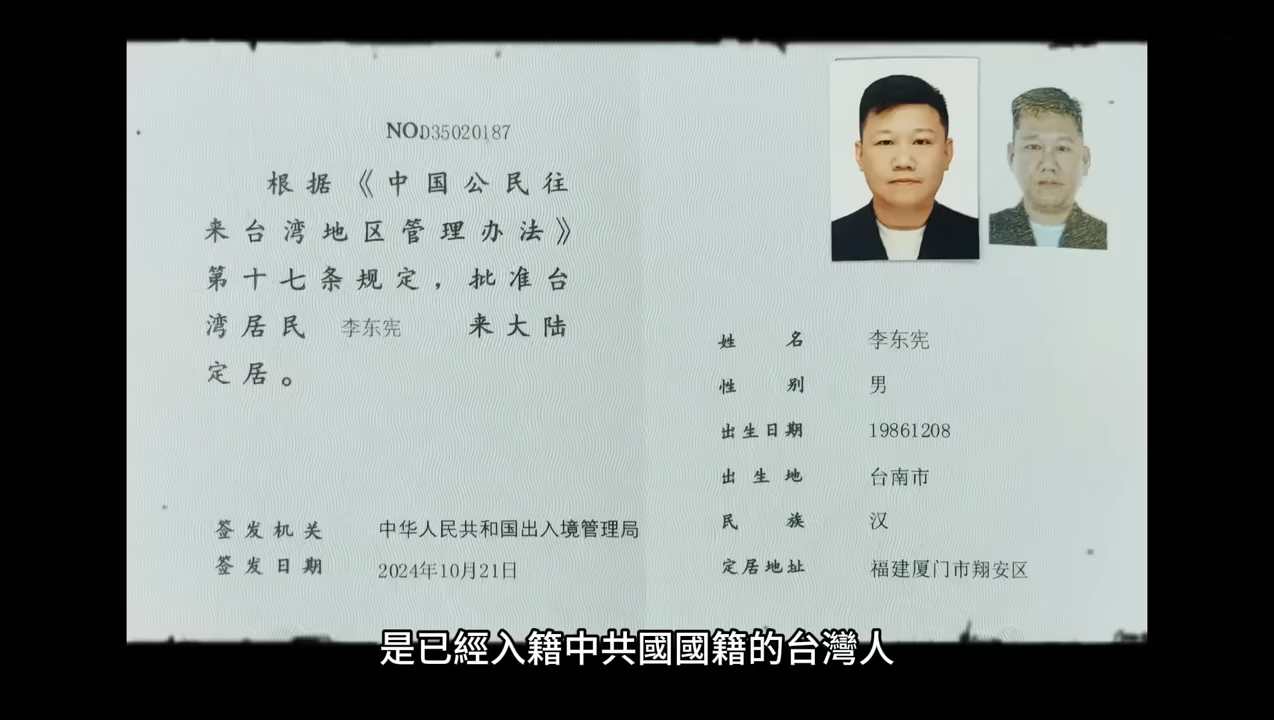 NO.D35020187
根据《中国公民往
来台湾地区管理办法》
第十七条规定，批准台
湾居民 李东宪 来大陆
定居。
签发机关 中华人民共和国出入境管理局
签发日期 2024年10月21日
姓名 李东宪
性别 男
出生日期 19861208
出生地 台南市
民族 汉
定居地址 福建厦门市翔安区
是已經入籍中共國國籍的台灣人